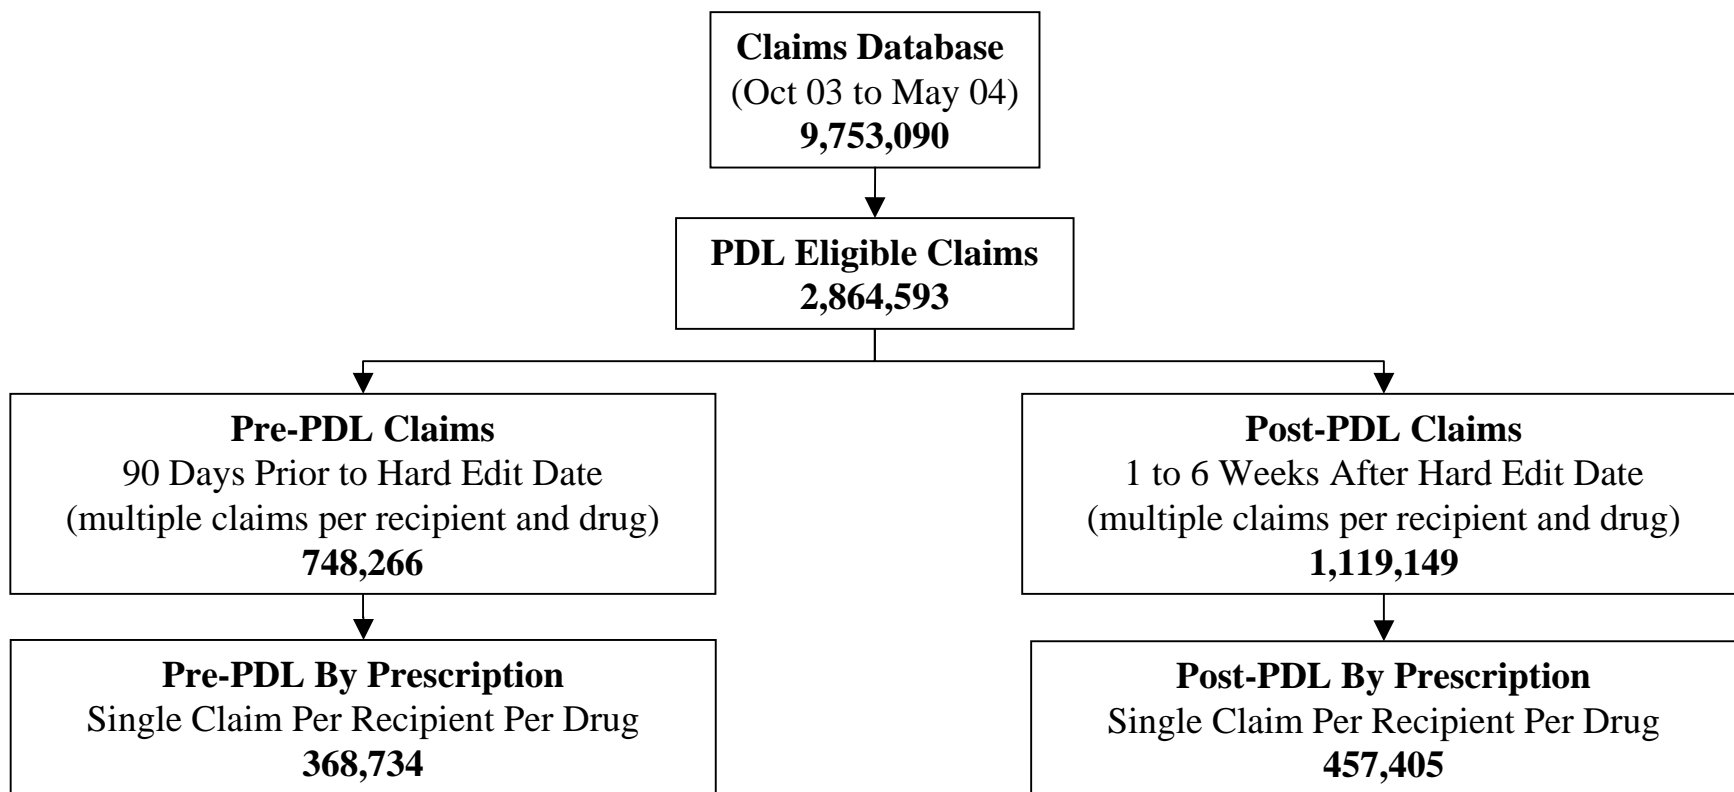 Claims Database
(Oct 03 to May 04)
9,753,090
PDL Eligible Claims
2,864,593
Pre-PDL Claims
90 Days Prior to Hard Edit Date
(multiple claims per recipient and drug)
748,266
Post-PDL Claims
1 to 6 Weeks After Hard Edit Date
(multiple claims per recipient and drug)
1,119,149
Pre-PDL By Prescription
Single Claim Per Recipient Per Drug
368,734
Post-PDL By Prescription
Single Claim Per Recipient Per Drug
457,405